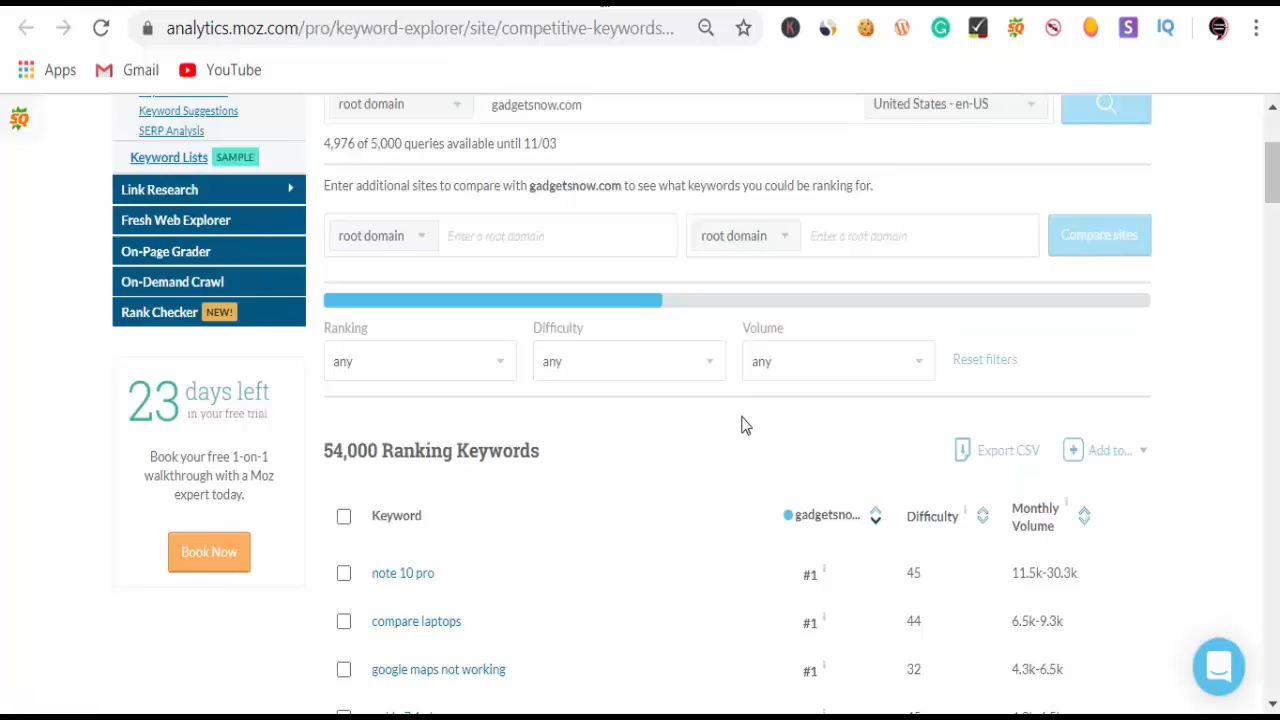 analytics.moz.com/pro/keyword-explorer/site/competitive-keywords...
Apps
Gmail
YouTube
Keyword Suggestions
SERP Analysis
Keyword Lists SAMPLE
Link Research
Fresh Web Explorer
On-Page Grader
On-Demand Crawl
Rank Checker NEW!
23 days left
in your free trial
Book your free 1-on-1
walkthrough with a Moz
expert today.
Book Now
root domain
gadgetsnow.com
United States - en-US
4,976 of 5,000 queries available until 11/03
Enter additional sites to compare with gadgetsnow.com to see what keywords you could be ranking for.
root domain Enter a root domain
root domain Enter a root domain
Compare sites
Ranking Difficulty Volume
any any any Reset filters
54,000 Ranking Keywords
Export CSV
Add to...
Keyword gadgetsno... Difficulty Monthly
Volume
note 10 pro #1 45 11.5k-30.3k
compare laptops #1 44 6.5k-9.3k
google maps not working #1 32 4.3k-6.5k